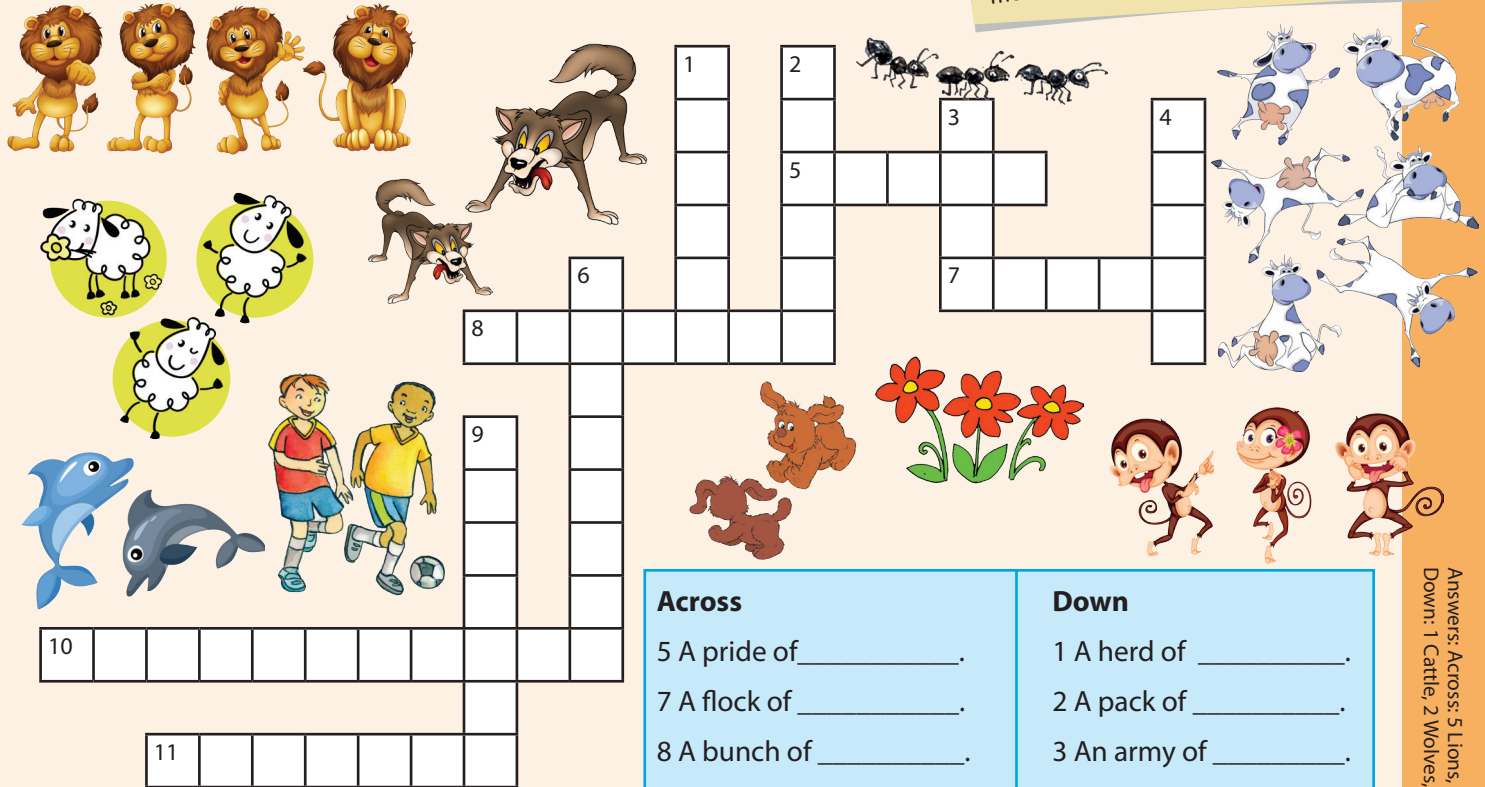 1
2
3
4
5
6
7
8
9
10
11
Across
5 A pride of___________.
7 A flock of ___________.
8 A bunch of __________.
Down
1 A herd of __________.
2 A pack of __________.
3 An army of _________.
Answers: Across: 5 Lions,
Down: 1 Cattle, 2 Wolves,